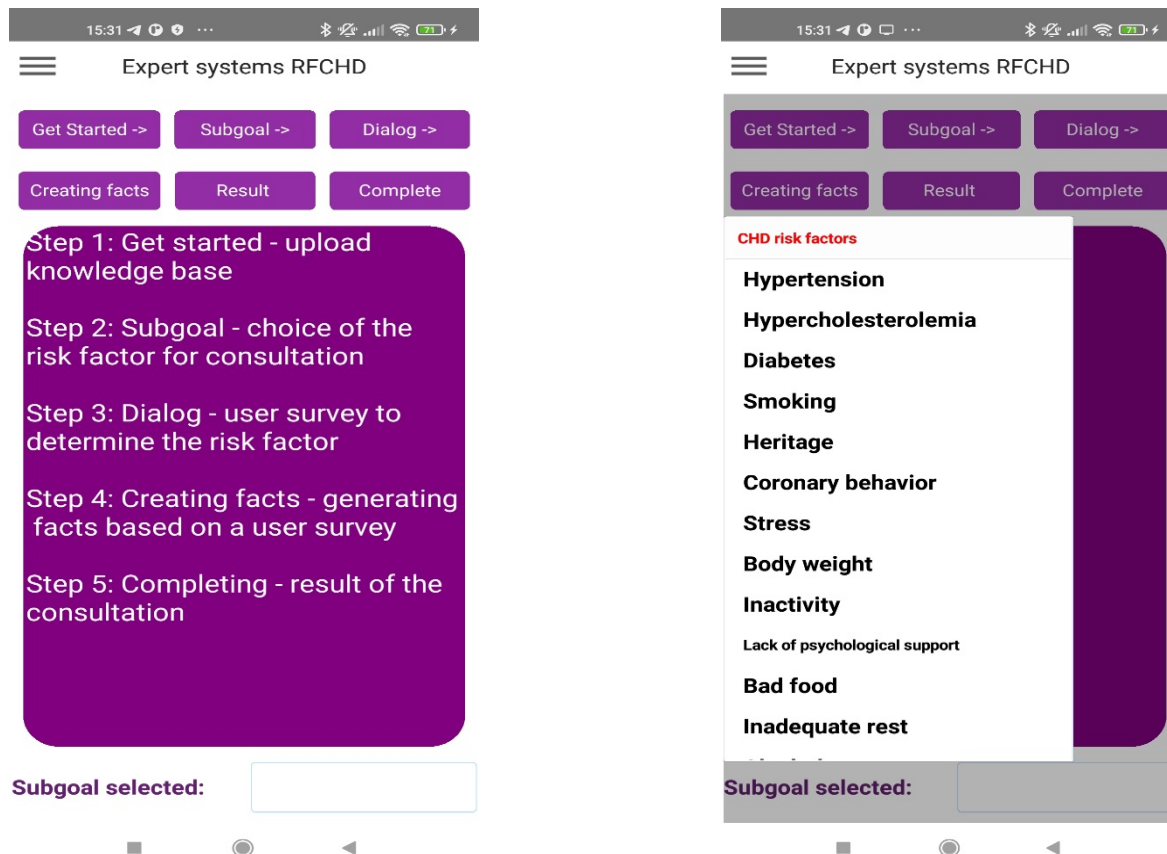 15:31 ...
71
Expert systems RFCHD
Get Started -> Subgoal -> Dialog ->
Creating facts Result Complete
Step 1: Get started - upload
knowledge base
Step 2: Subgoal - choice of the
risk factor for consultation
Step 3: Dialog - user survey to
determine the risk factor
Step 4: Creating facts - generating
facts based on a user survey
Step 5: Completing - result of the
consultation
Subgoal selected:
15:31 ...
71
Expert systems RFCHD
Get Started -> Subgoal -> Dialog ->
Creating facts Result Complete
CHD risk factors
Hypertension
Hypercholesterolemia
Diabetes
Smoking
Heritage
Coronary behavior
Stress
Body weight
Inactivity
Lack of psychological support
Bad food
Inadequate rest
Subgoal selected: